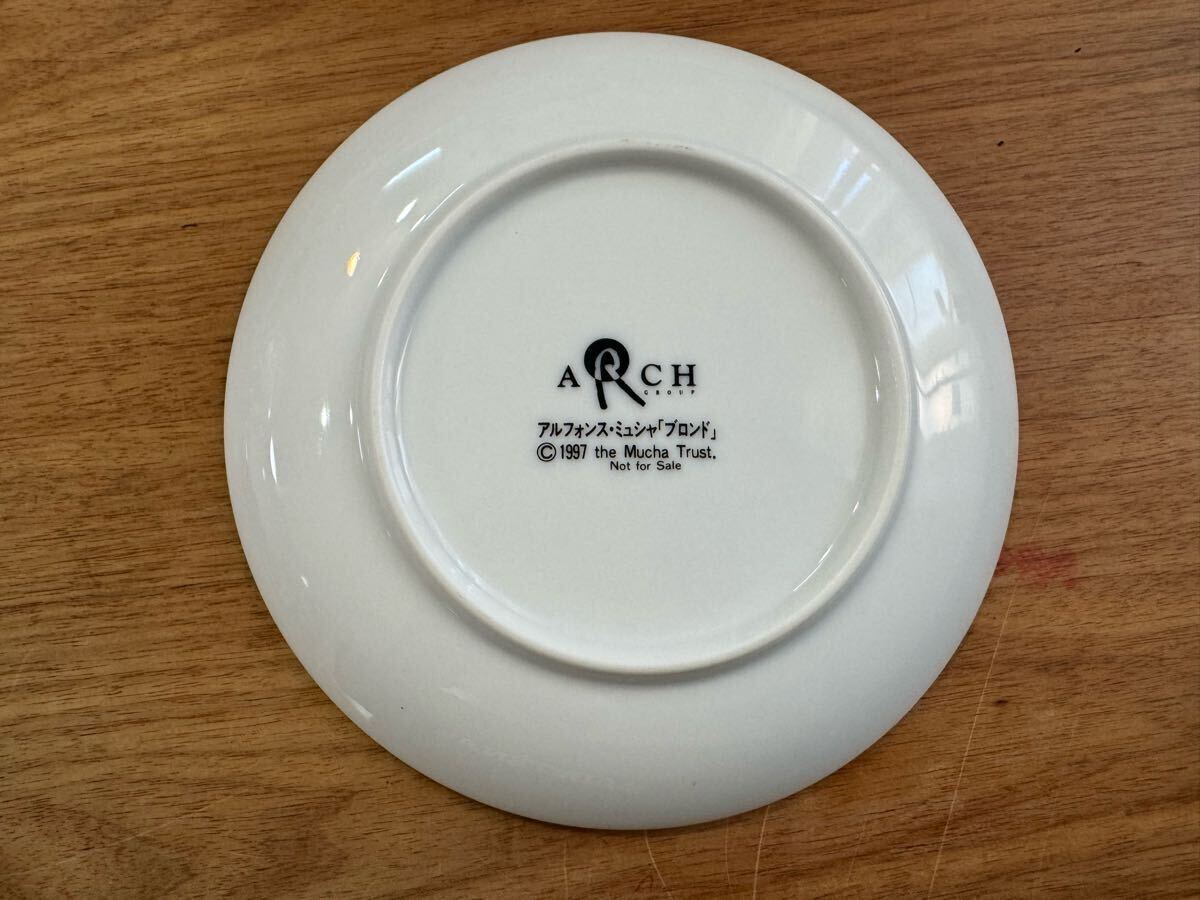 ARCH
GROUP
アルフォンス・ミュシャ「ブロンド」
© 1997 the Mucha Trust.
Not for Sale